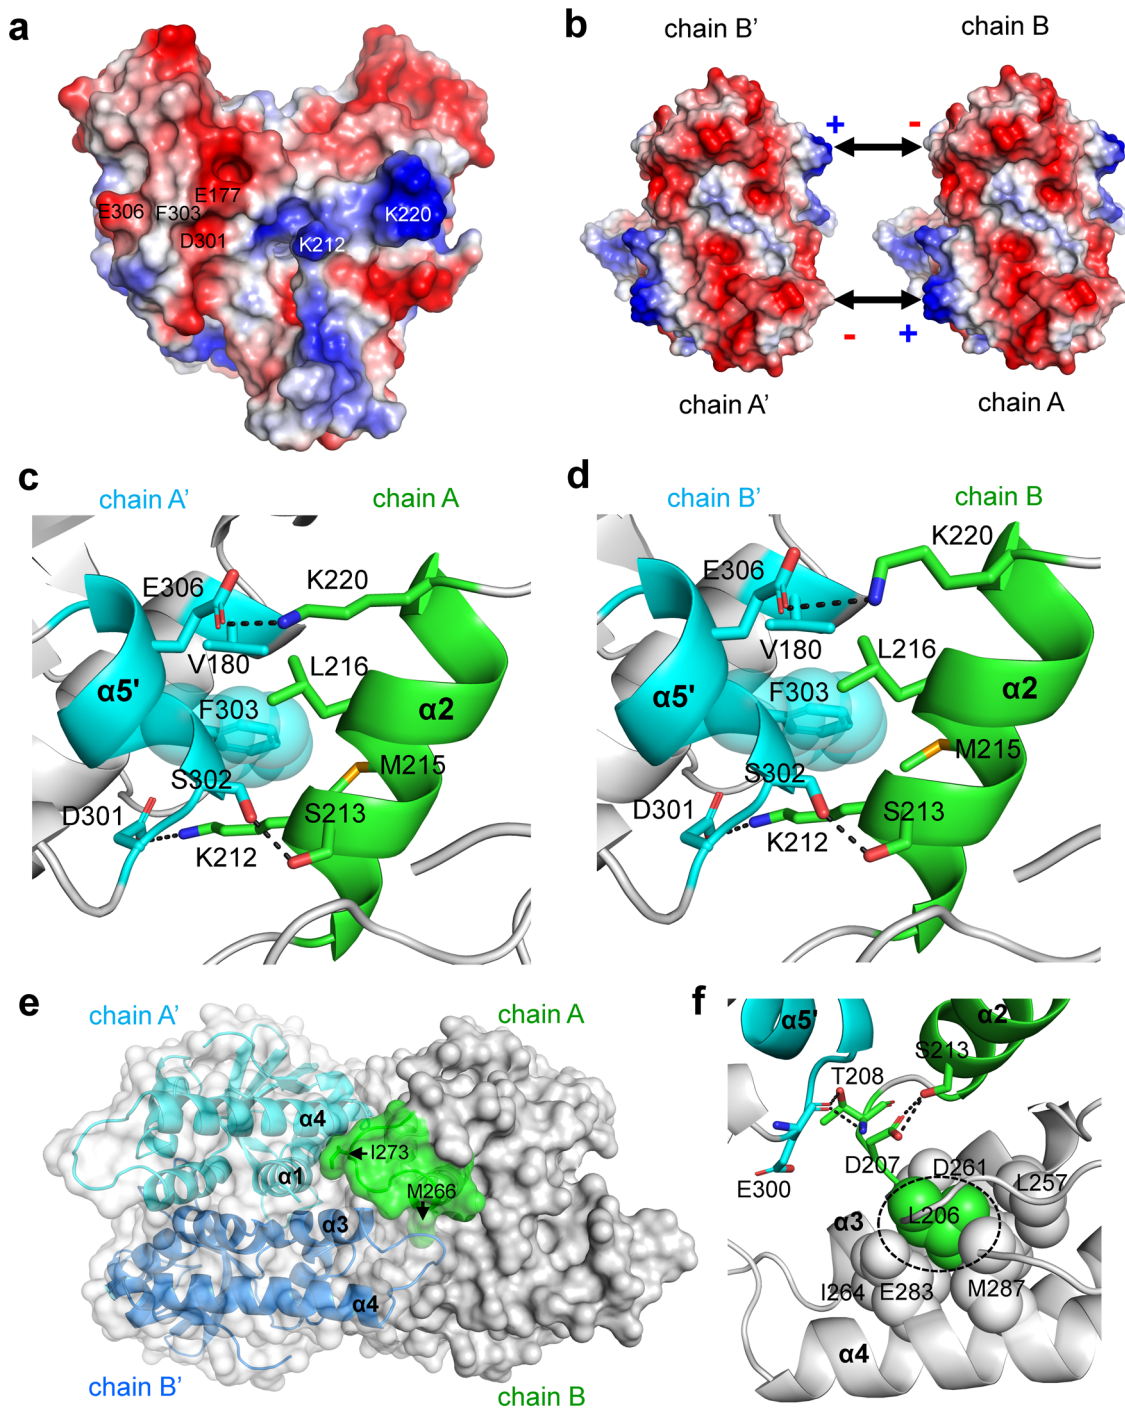 a
E177
E306
F303
D301
K220
K212
b
chain B’
chain B
+
-
-
+
chain A’
chain A
c
chain A’
chain A
E306
K220
V180
L216
α5'
F303
α2
M215
S302
D301
S213
K212
d
chain B’
chain B
K220
E306
V180
L216
α5'
F303
α2
M215
S302
D301
S213
K212
e
chain A’
chain A
α4
I273
α1
M266
α3
α4
chain B’
chain B
f
α5'
α2
S213
T208
D207
D261
E300
L257
L206
α3
I264
E283
M287
α4